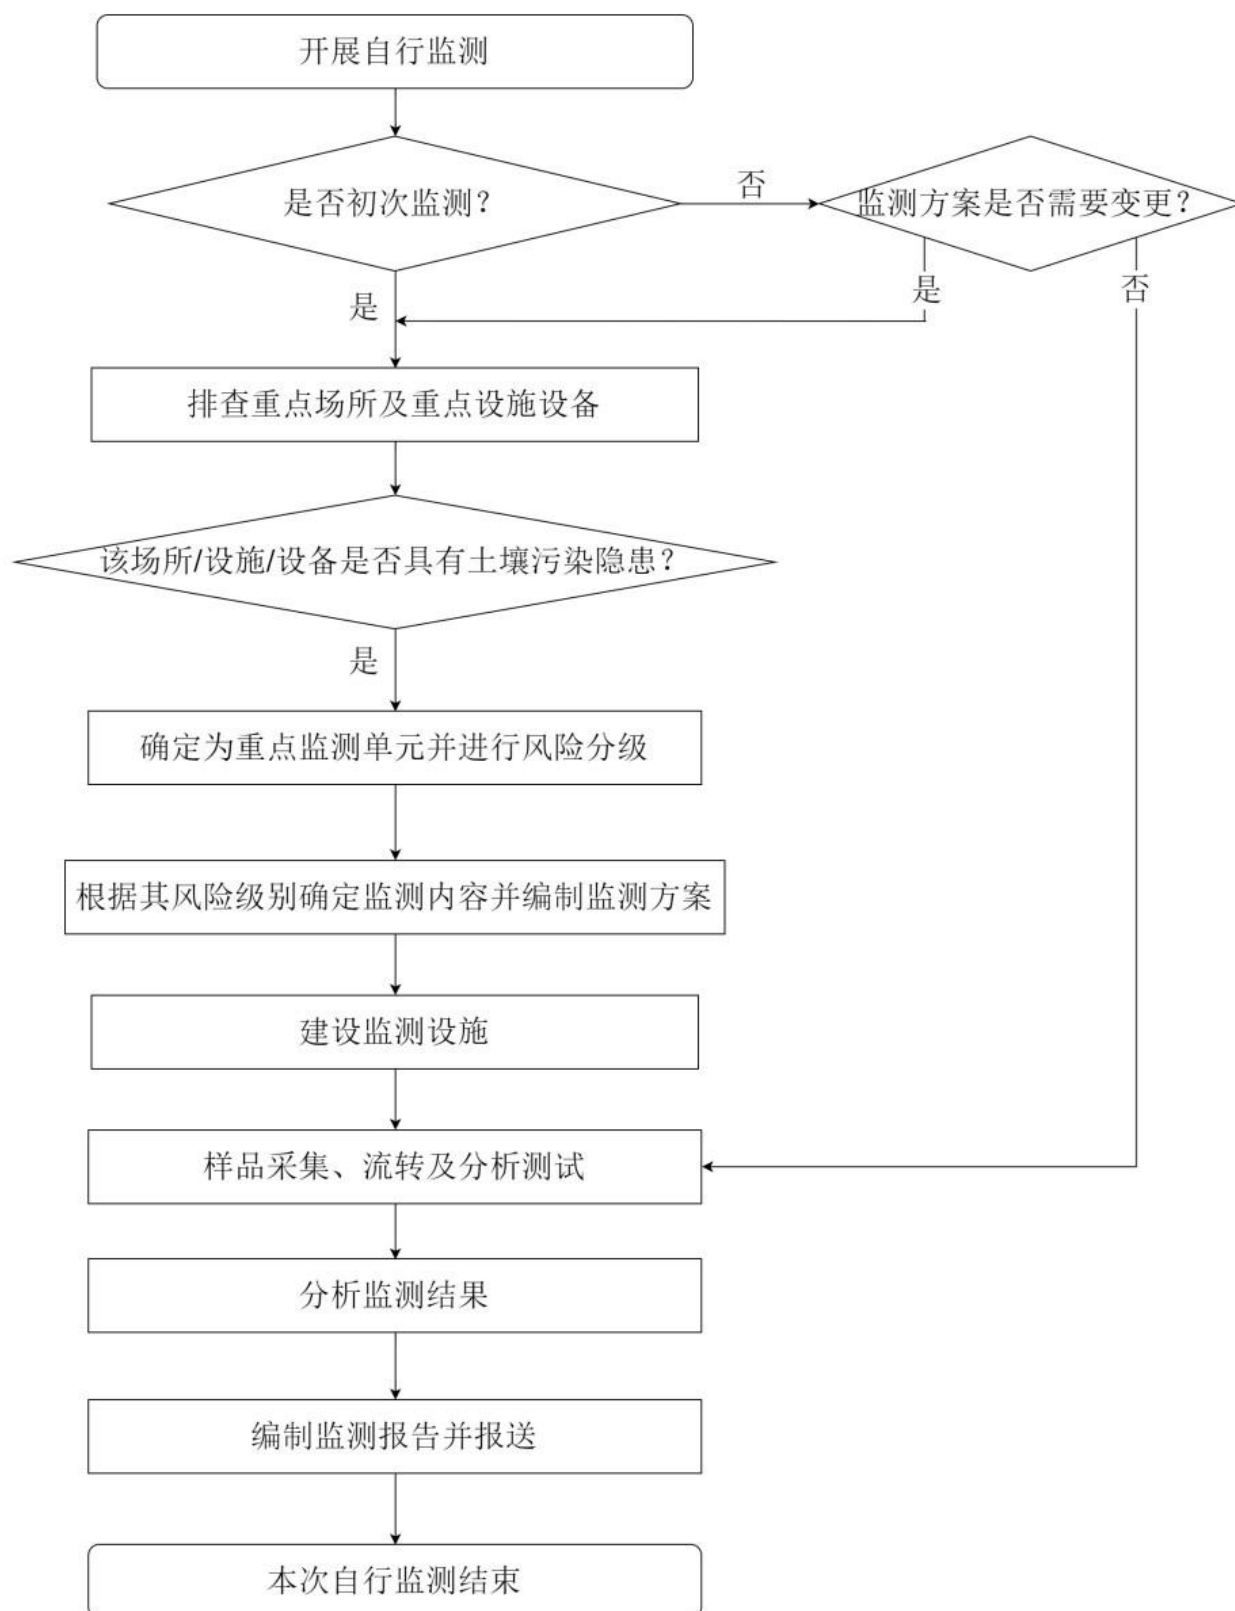 开展自行监测
是否初次监测？
否
监测方案是否需要变更？
是
是
否
排查重点场所及重点设施设备
该场所/设施/设备是否具有土壤污染隐患？
是
确定为重点监测单元并进行风险分级
根据其风险级别确定监测内容并编制监测方案
建设监测设施
样品采集、流转及分析测试
分析监测结果
编制监测报告并报送
本次自行监测结束